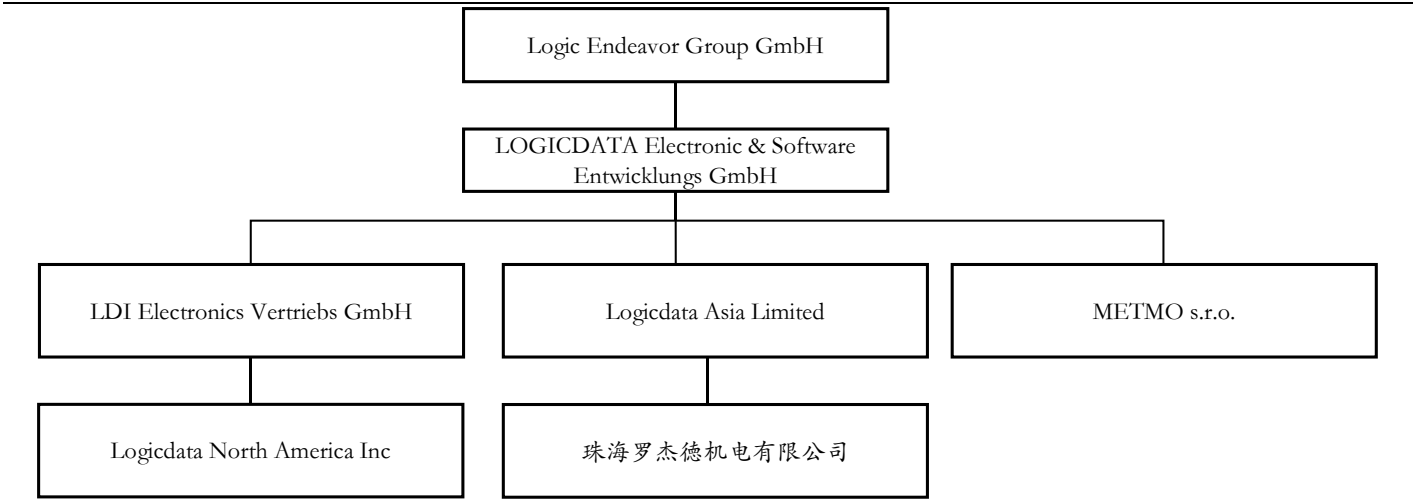 Logic Endeavor Group GmbH
LOGICDATA Electronic & Software
Entwicklungs GmbH
LDI Electronics Vertriebs GmbH
Logicdata Asia Limited
METMO s.r.o.
Logicdata North America Inc
珠海罗杰德机电有限公司